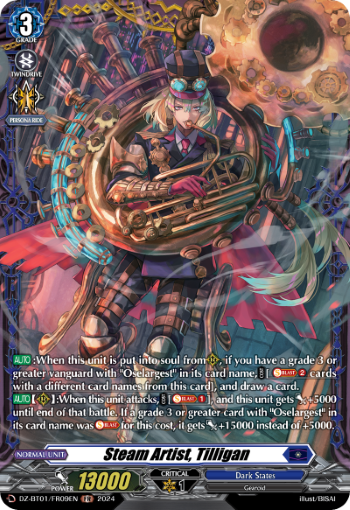 3
GRADE
TWINDRIVE
PERSONA RIDE
AUTO :When this unit is put into soul from , if you have a grade 3 or
greater vanguard with "Oselargest" in its card name, [ SOUL BLAST 2 cards
with a different card names from this card], and draw a card.
AUTO [ ]:When this unit attacks, [ SOUL BLAST 1 ], and this unit gets +5000
until end of that battle. If a grade 3 or greater card with "Oselargest" in
its card name was SOUL BLAST for this cost, it gets +15000 instead of +5000.
NORMAL UNIT
Steam Artist, Tilligan
POWER 13000
CRITICAL
1
Dark States
Gearoid
DZ-BT01/FR09EN FR 2024
illust/BISAI